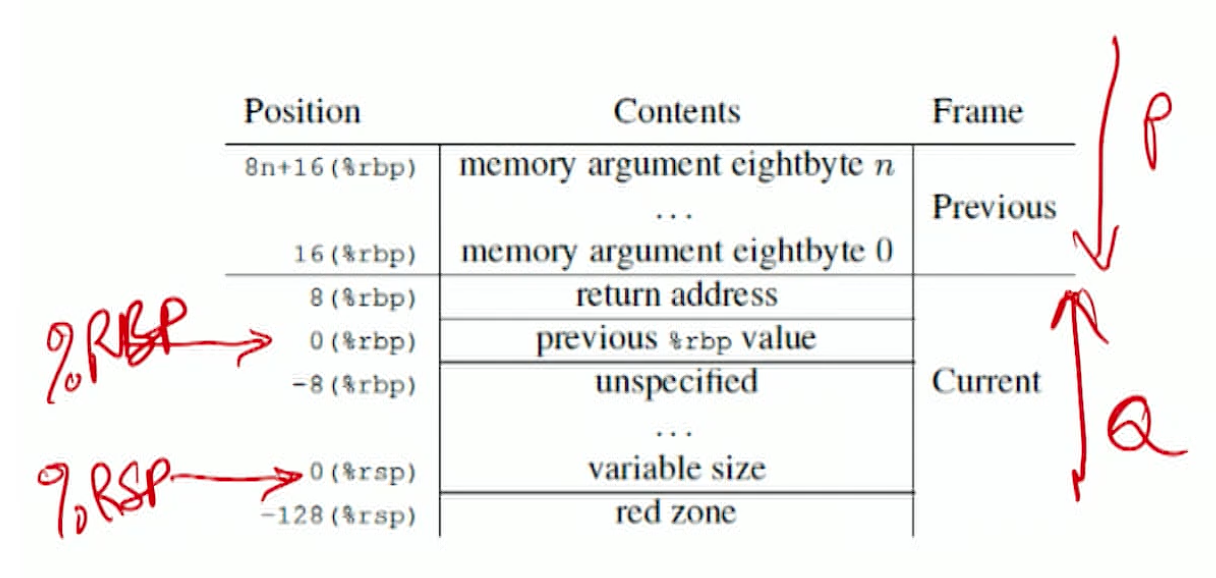 Position Contents Frame
8n+16(%rbp) memory argument eightbyte n
...
Previous
16(%rbp) memory argument eightbyte 0
8(%rbp) return address
%RBP 0(%rbp) previous %rbp value
-8(%rbp) unspecified Current
...
%RSP 0(%rsp) variable size
-128(%rsp) red zone
P
Q